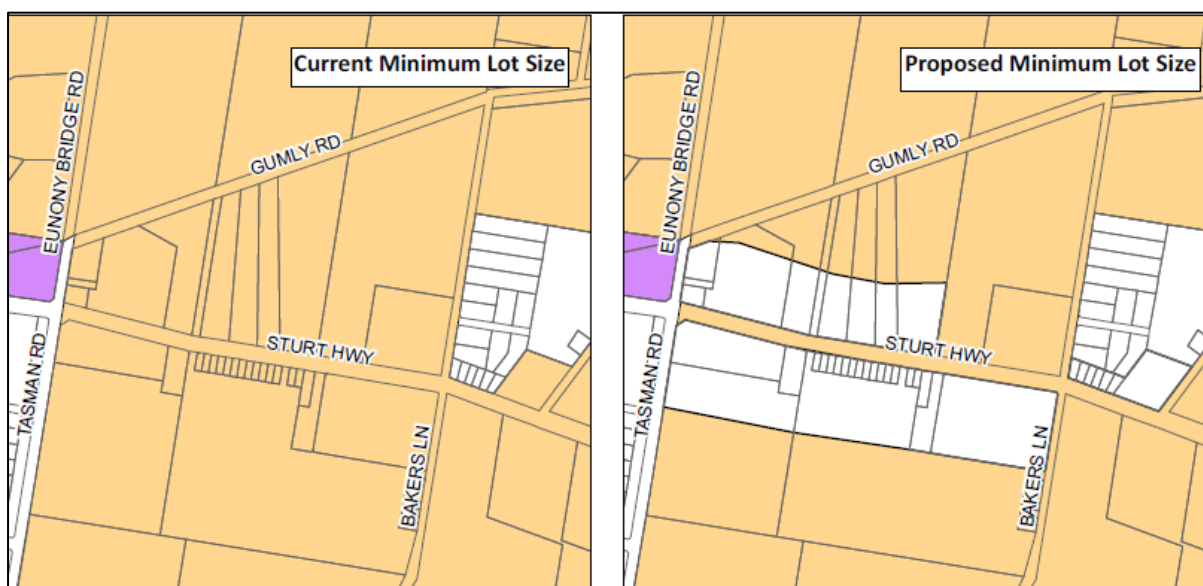 Current Minimum Lot Size
EUNONY BRIDGE RD
GUMLY RD
STURT HWY
TASMAN RD
BAKERS LN
Proposed Minimum Lot Size
EUNONY BRIDGE RD
GUMLY RD
STURT HWY
TASMAN RD
BAKERS LN